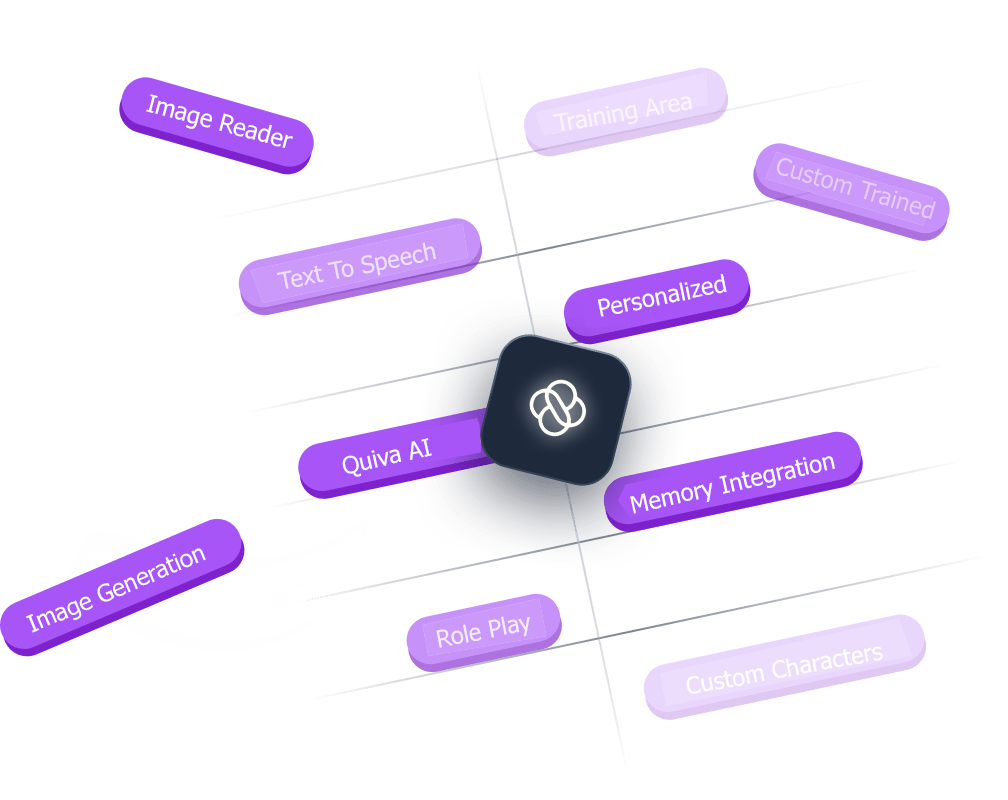 Image Reader
Training Area
Custom Trained
Text To Speech
Personalized
Quiva AI
Memory Integration
Image Generation
Role Play
Custom Characters